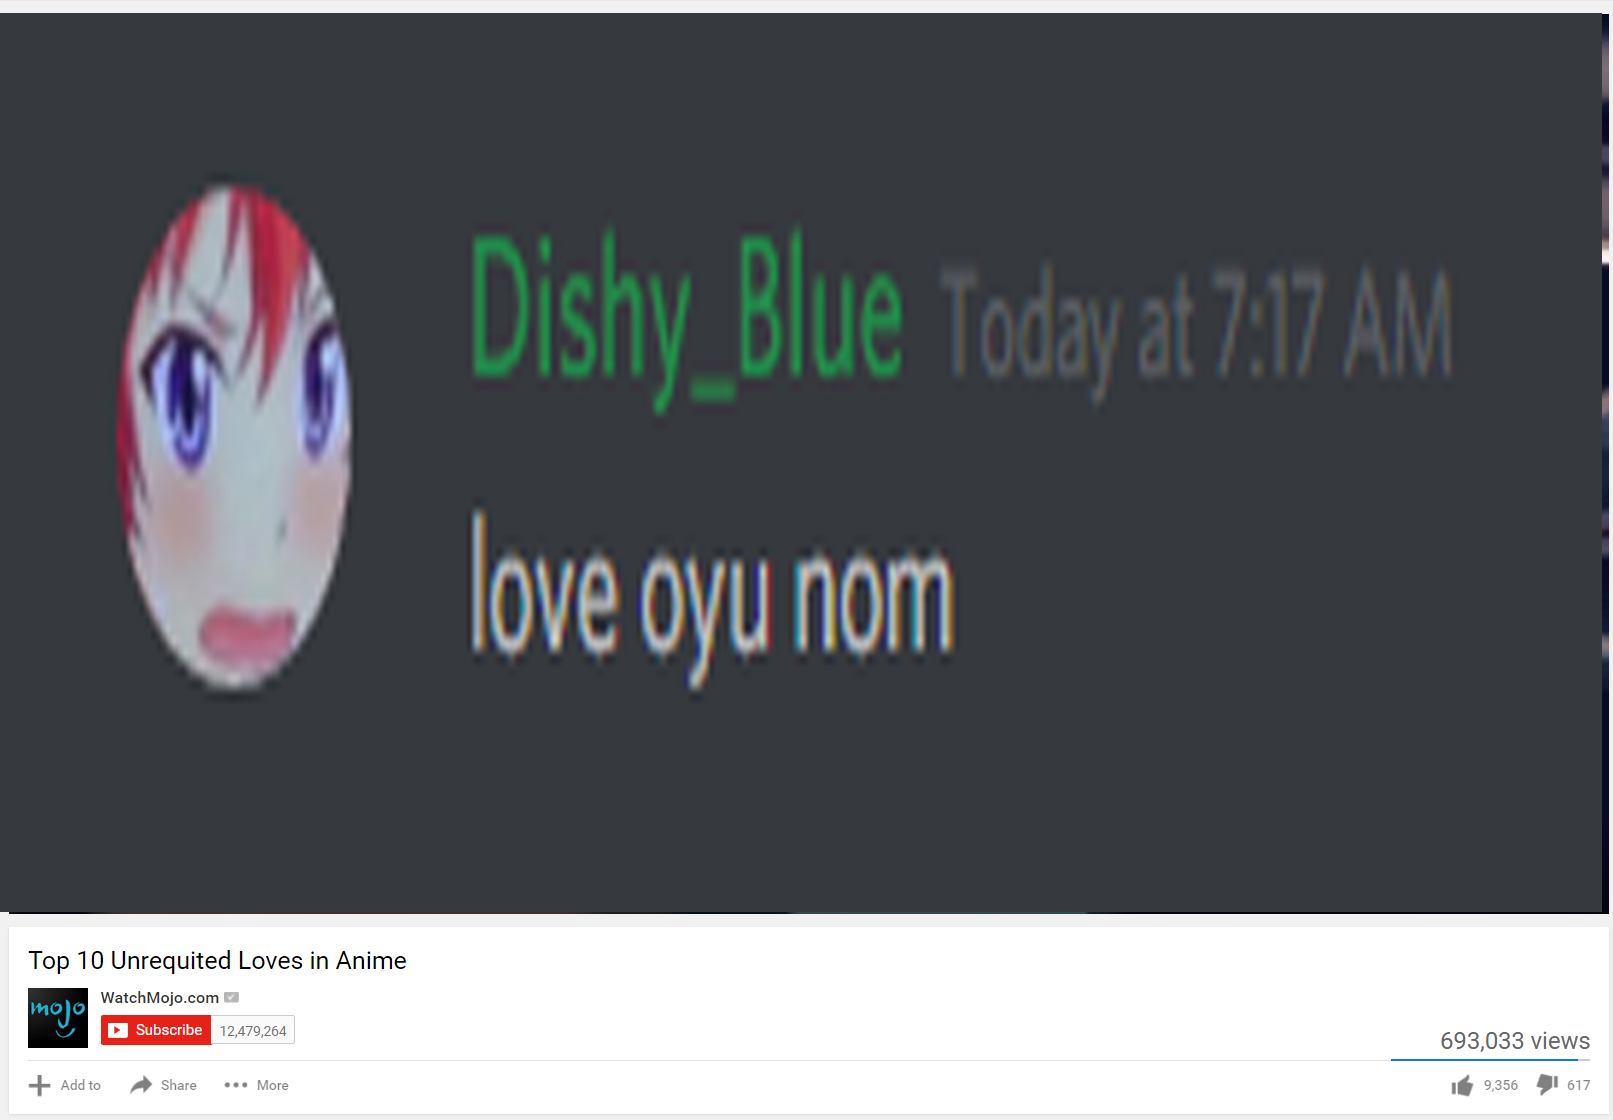 Dishy_Blue Today at 7:17 AM
love oyu nom
Top 10 Unrequited Loves in Anime
mojo
WatchMojo.com
Subscribe 12,479,264
693,033 views
Add to Share More
9,356 617